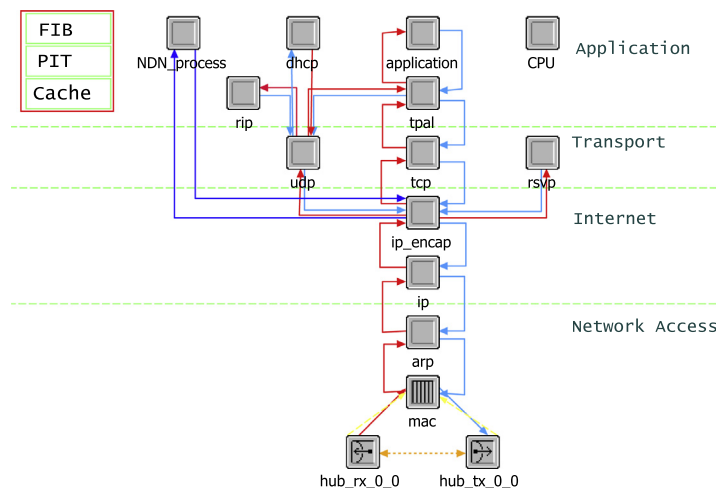 FIB
PIT
Cache
NDN_process
dhcp
application
CPU
Application
rip
tpal
Transport
udp
tcp
rsvp
Internet
ip_encap
ip
Network Access
arp
mac
hub_rx_0_0
hub_tx_0_0